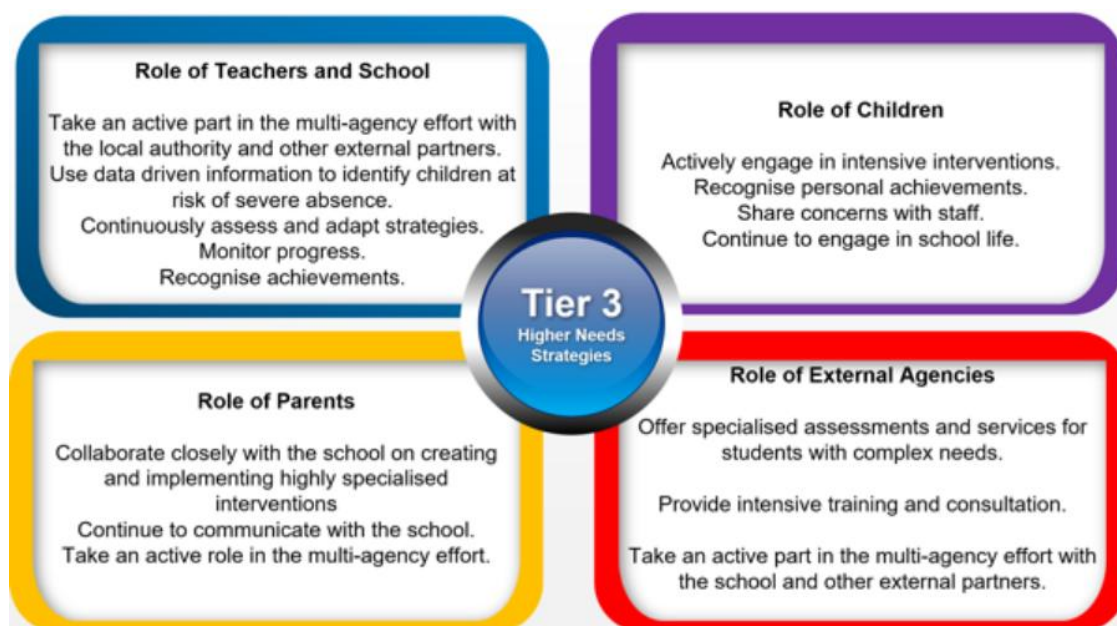 Role of Teachers and School
Take an active part in the multi-agency effort with
the local authority and other external partners.
Use data driven information to identify children at
risk of severe absence.
Continuously assess and adapt strategies.
Monitor progress.
Recognise achievements.
Role of Children
Actively engage in intensive interventions.
Recognise personal achievements.
Share concerns with staff.
Continue to engage in school life.
Tier 3
Higher Needs
Strategies
Role of Parents
Collaborate closely with the school on creating
and implementing highly specialised
interventions
Continue to communicate with the school.
Take an active role in the multi-agency effort.
Role of External Agencies
Offer specialised assessments and services for
students with complex needs.
Provide intensive training and consultation.
Take an active part in the multi-agency effort with
the school and other external partners.